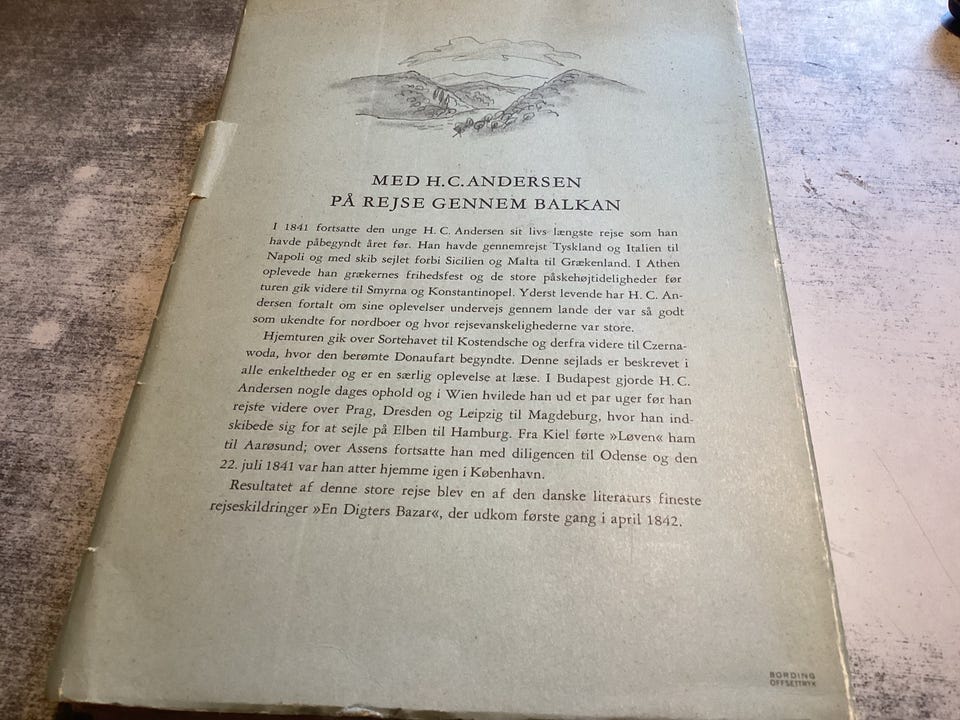 MED H.C.ANDERSEN
PÅ REJSE GENNEM BALKAN
I 1841 fortsatte den unge H. C. Andersen sit livs længste rejse som han
havde påbegyndt året før. Han havde gennemrejst Tyskland og Italien til
Napoli og med skib sejlet forbi Sicilien og Malta til Grækenland. I Athen
oplevede han grækernes frihedsfest og de store påskehøjtideligheder før
turen gik videre til Smyrna og Konstantinopel. Yderst levende har H. C. An-
dersen fortalt om sine oplevelser undervejs gennem lande der var så godt
som ukendte for nordboer og hvor rejsevanskelighederne var store.
Hjemturen gik over Sortehavet til Kostendsche og derfra videre til Czerna-
woda, hvor den berømte Donaufart begyndte. Denne sejlads er beskrevet i
alle enkeltheder og er en særlig oplevelse at læse. I Budapest gjorde H. C.
Andersen nogle dages ophold og i Wien hvilede han ud et par uger før han
rejste videre over Prag, Dresden og Leipzig til Magdeburg, hvor han ind-
skibede sig for at sejle på Elben til Hamburg. Fra Kiel førte »Løven« ham
til Aarøsund; over Assens fortsatte han med diligencen til Odense og den
22. juli 1841 var han atter hjemme igen i København.
Resultatet af denne store rejse blev en af den danske literaturs fineste
rejseskildringer »En Digters Bazar«, der udkom første gang i april 1842.
BORDING
OFFSETTRYK